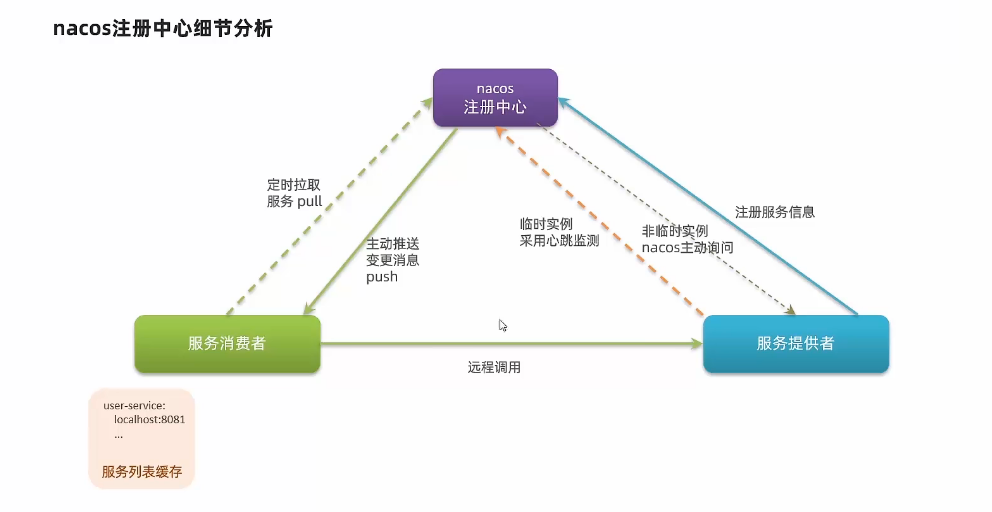 nacos注册中心细节分析
nacos
注册中心
定时拉取
服务 pull
主动推送
变更消息
push
临时实例
采用心跳监测
非临时实例
nacos主动询问
注册服务信息
服务消费者
服务提供者
远程调用
user-service:
localhost:8081
...
服务列表缓存